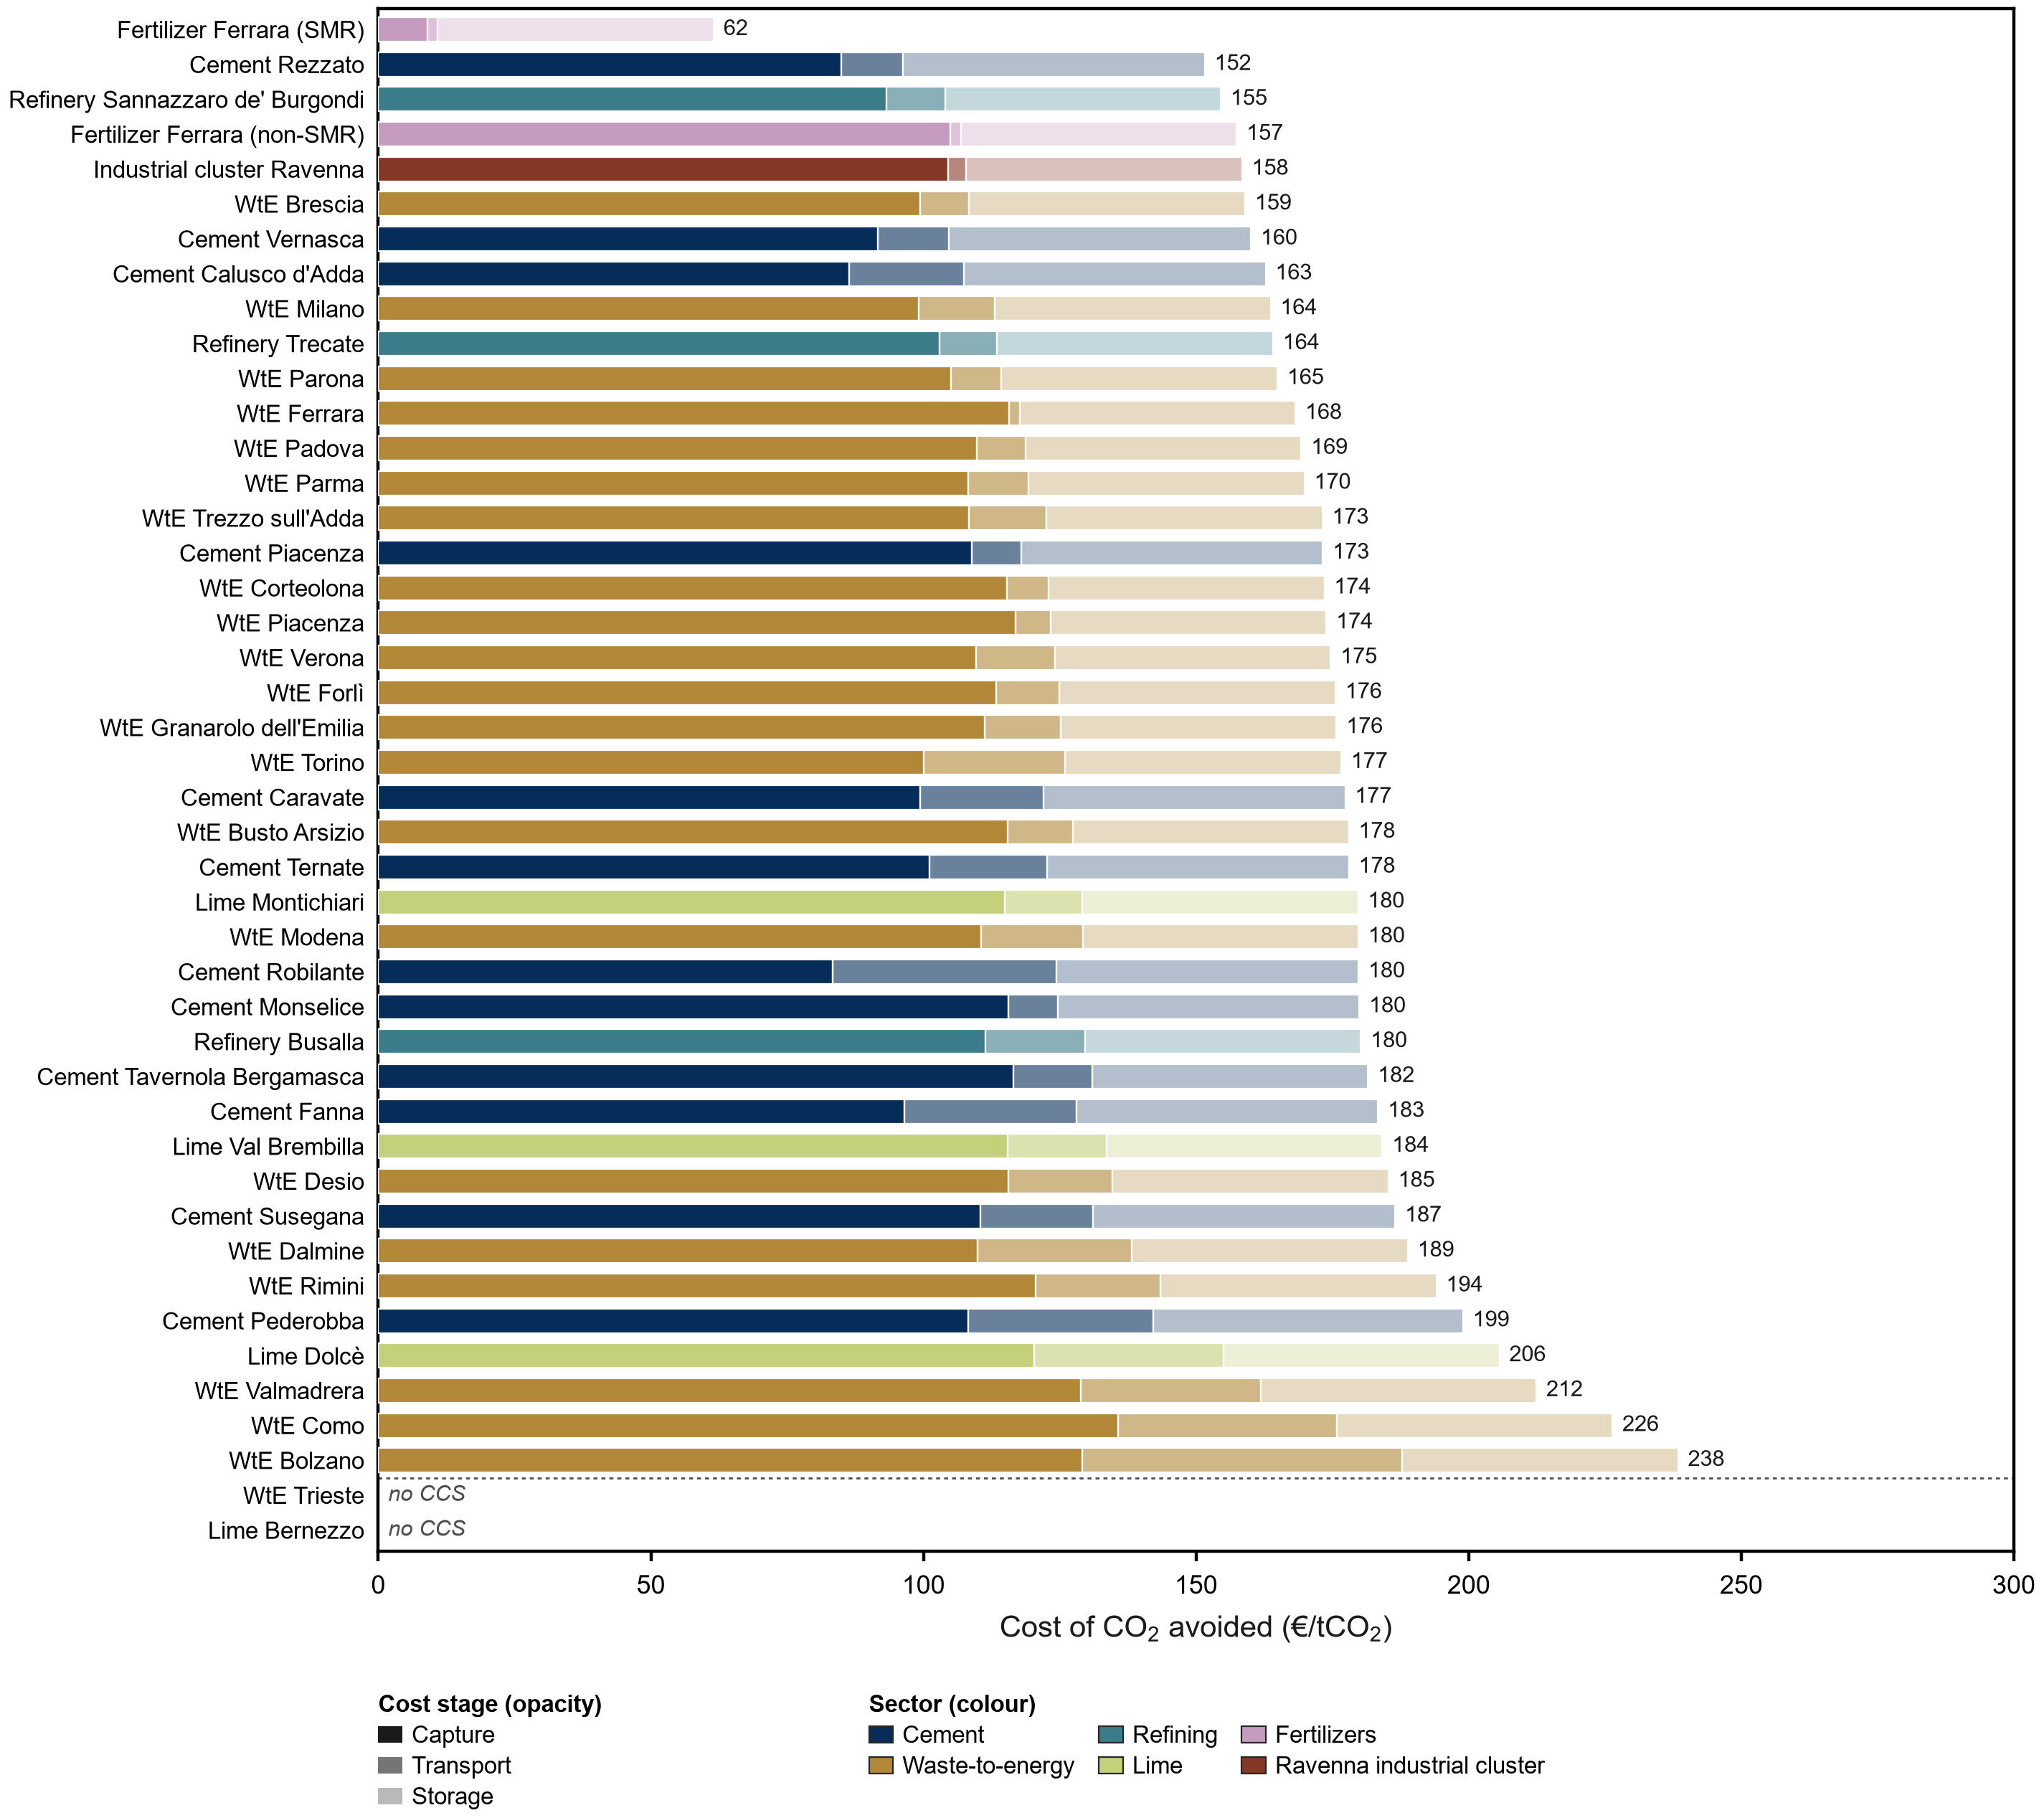 Fertilizer Ferrara (SMR) 62
Cement Rezzato 152
Refinery Sannazzaro de' Burgondi 155
Fertilizer Ferrara (non-SMR) 157
Industrial cluster Ravenna 158
WtE Brescia 159
Cement Vernasca 160
Cement Calusco d'Adda 163
WtE Milano 164
Refinery Trecate 164
WtE Parona 165
WtE Ferrara 168
WtE Padova 169
WtE Parma 170
WtE Trezzo sull'Adda 173
Cement Piacenza 173
WtE Corteolona 174
WtE Piacenza 174
WtE Verona 175
WtE Forlì 176
WtE Granarolo dell'Emilia 176
WtE Torino 177
Cement Caravate 177
WtE Busto Arsizio 178
Cement Ternate 178
Lime Montichiari 180
WtE Modena 180
Cement Robilante 180
Cement Monselice 180
Refinery Busalla 180
Cement Tavernola Bergamasca 182
Cement Fanna 183
Lime Val Brembilla 184
WtE Desio 185
Cement Susegana 187
WtE Dalmine 189
WtE Rimini 194
Cement Pederobba 199
Lime Dolcè 206
WtE Valmadrera 212
WtE Como 226
WtE Bolzano 238
WtE Trieste no CCS
Lime Bernezzo no CCS
0 50 100 150 200 250 300
Cost of CO₂ avoided (€/tCO₂)
Cost stage (opacity)
Capture
Transport
Storage
Sector (colour)
Cement Refining Fertilizers
Waste-to-energy Lime Ravenna industrial cluster